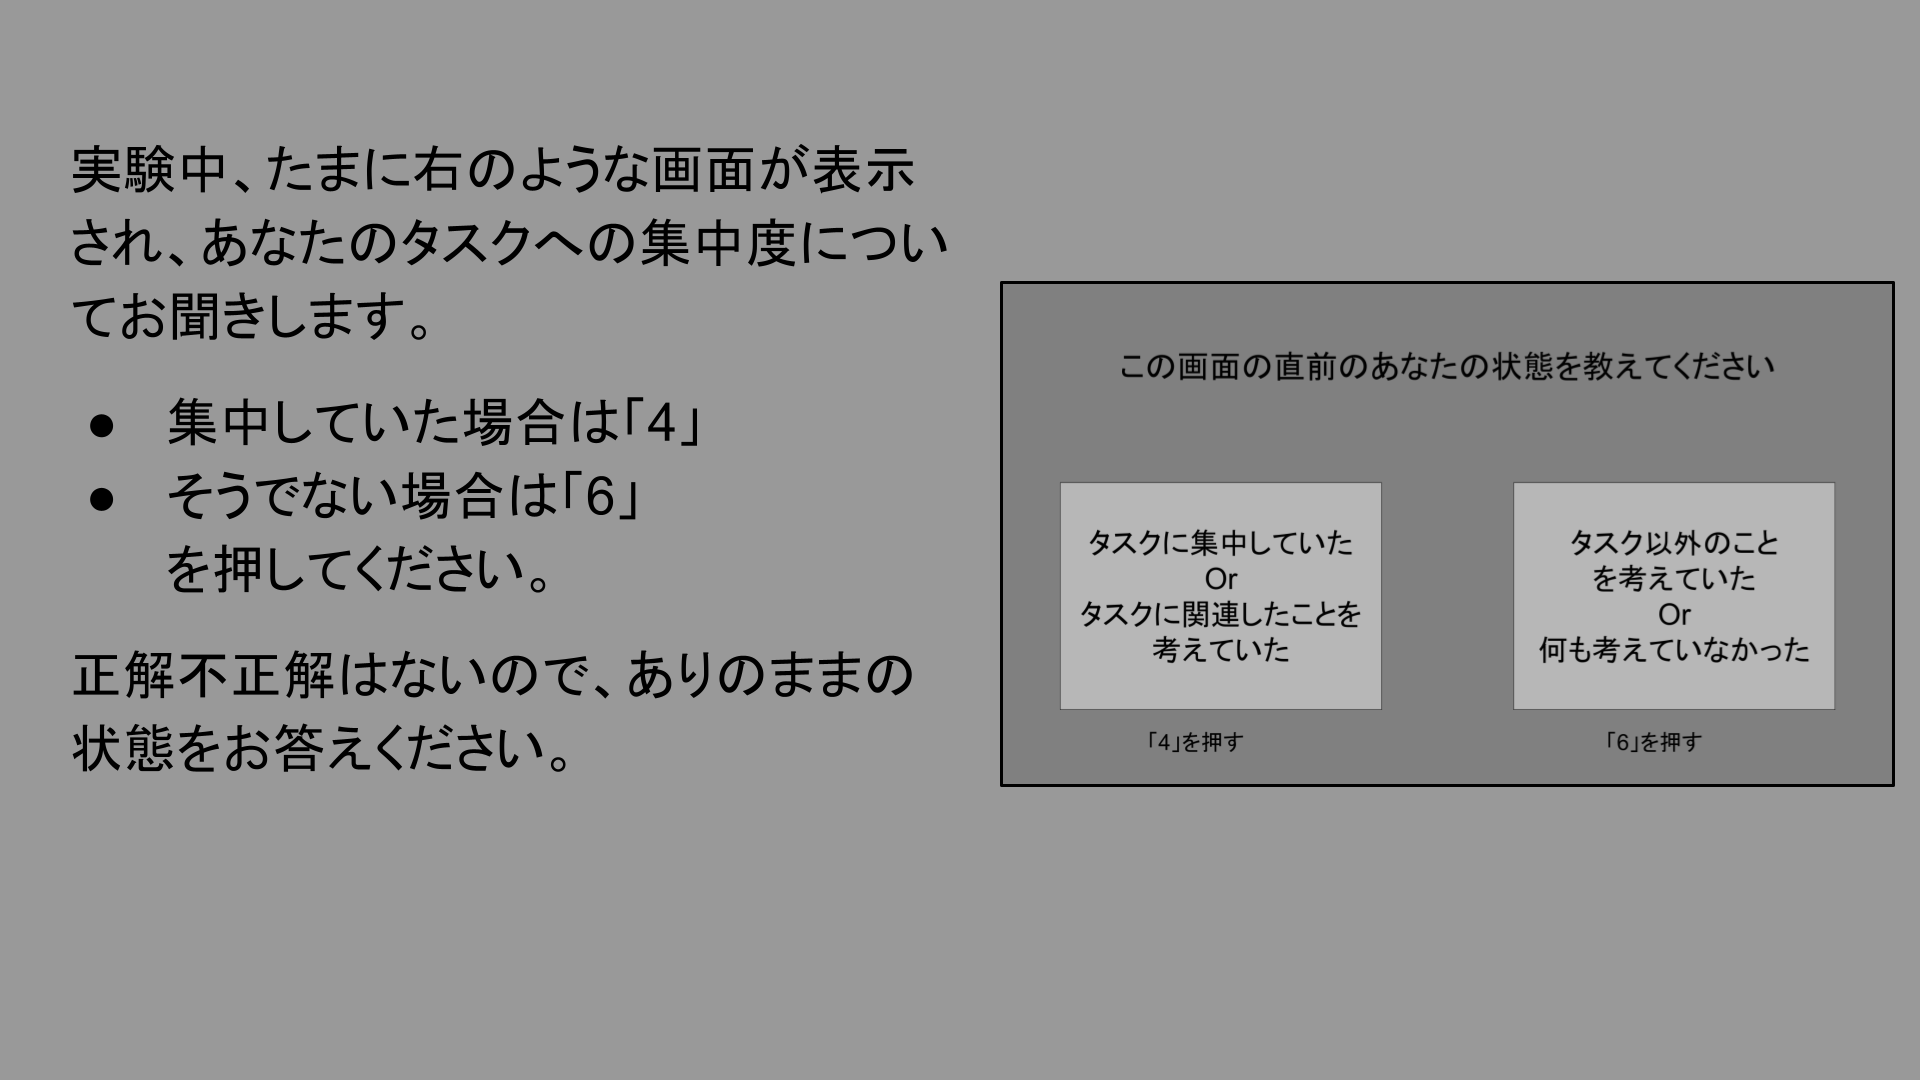 実験中、たまに右のような画面が表示
され、あなたのタスクへの集中度につい
てお聞きします。
● 集中していた場合は「4」
● そうでない場合は「6」
を押してください。
正解不正解はないので、ありのままの
状態をお答えください。
この画面の直前のあなたの状態を教えてください
タスクに集中していた
Or
タスクに関連したことを
考えていた
「4」を押す
タスク以外のこと
を考えていた
Or
何も考えていなかった
「6」を押す